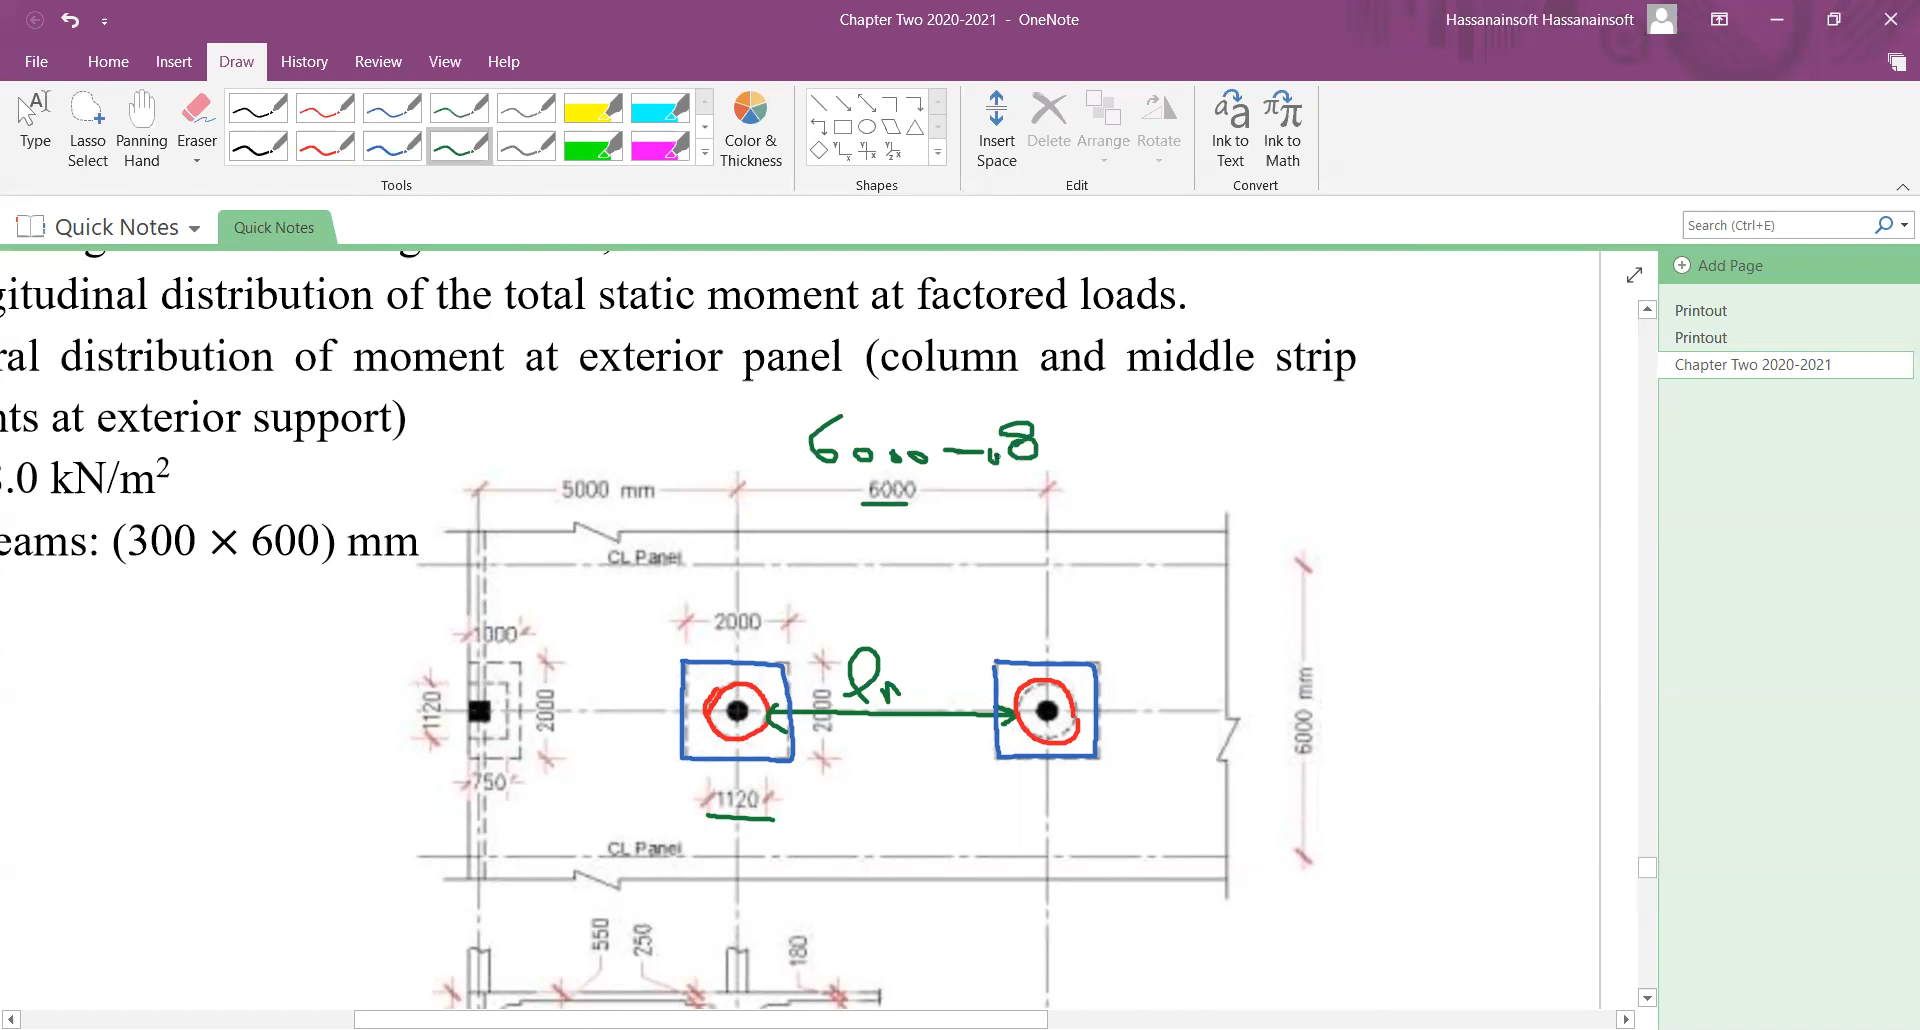 Chapter Two 2020-2021 - OneNote
Hassanainsoft Hassanainsoft
File Home Insert Draw History Review View Help
Type
Lasso Select
Panning Hand
Eraser
Color & Thickness
Insert Space
Delete
Arrange
Rotate
Ink to Text
Ink to Math
Tools
Shapes
Edit
Convert
Quick Notes
Quick Notes
Search (Ctrl+E)
Add Page
Printout
Printout
Chapter Two 2020-2021
gitudinal distribution of the total static moment at factored loads.
ral distribution of moment at exterior panel (column and middle strip
nts at exterior support)
.0 kN/m²
eams: (300 × 600) mm
6000 - .8
5000 mm
6000
CL Panel
1000
2000
1120
2000
2000
ln
6000 mm
750
1120
CL Panel
550
250
180